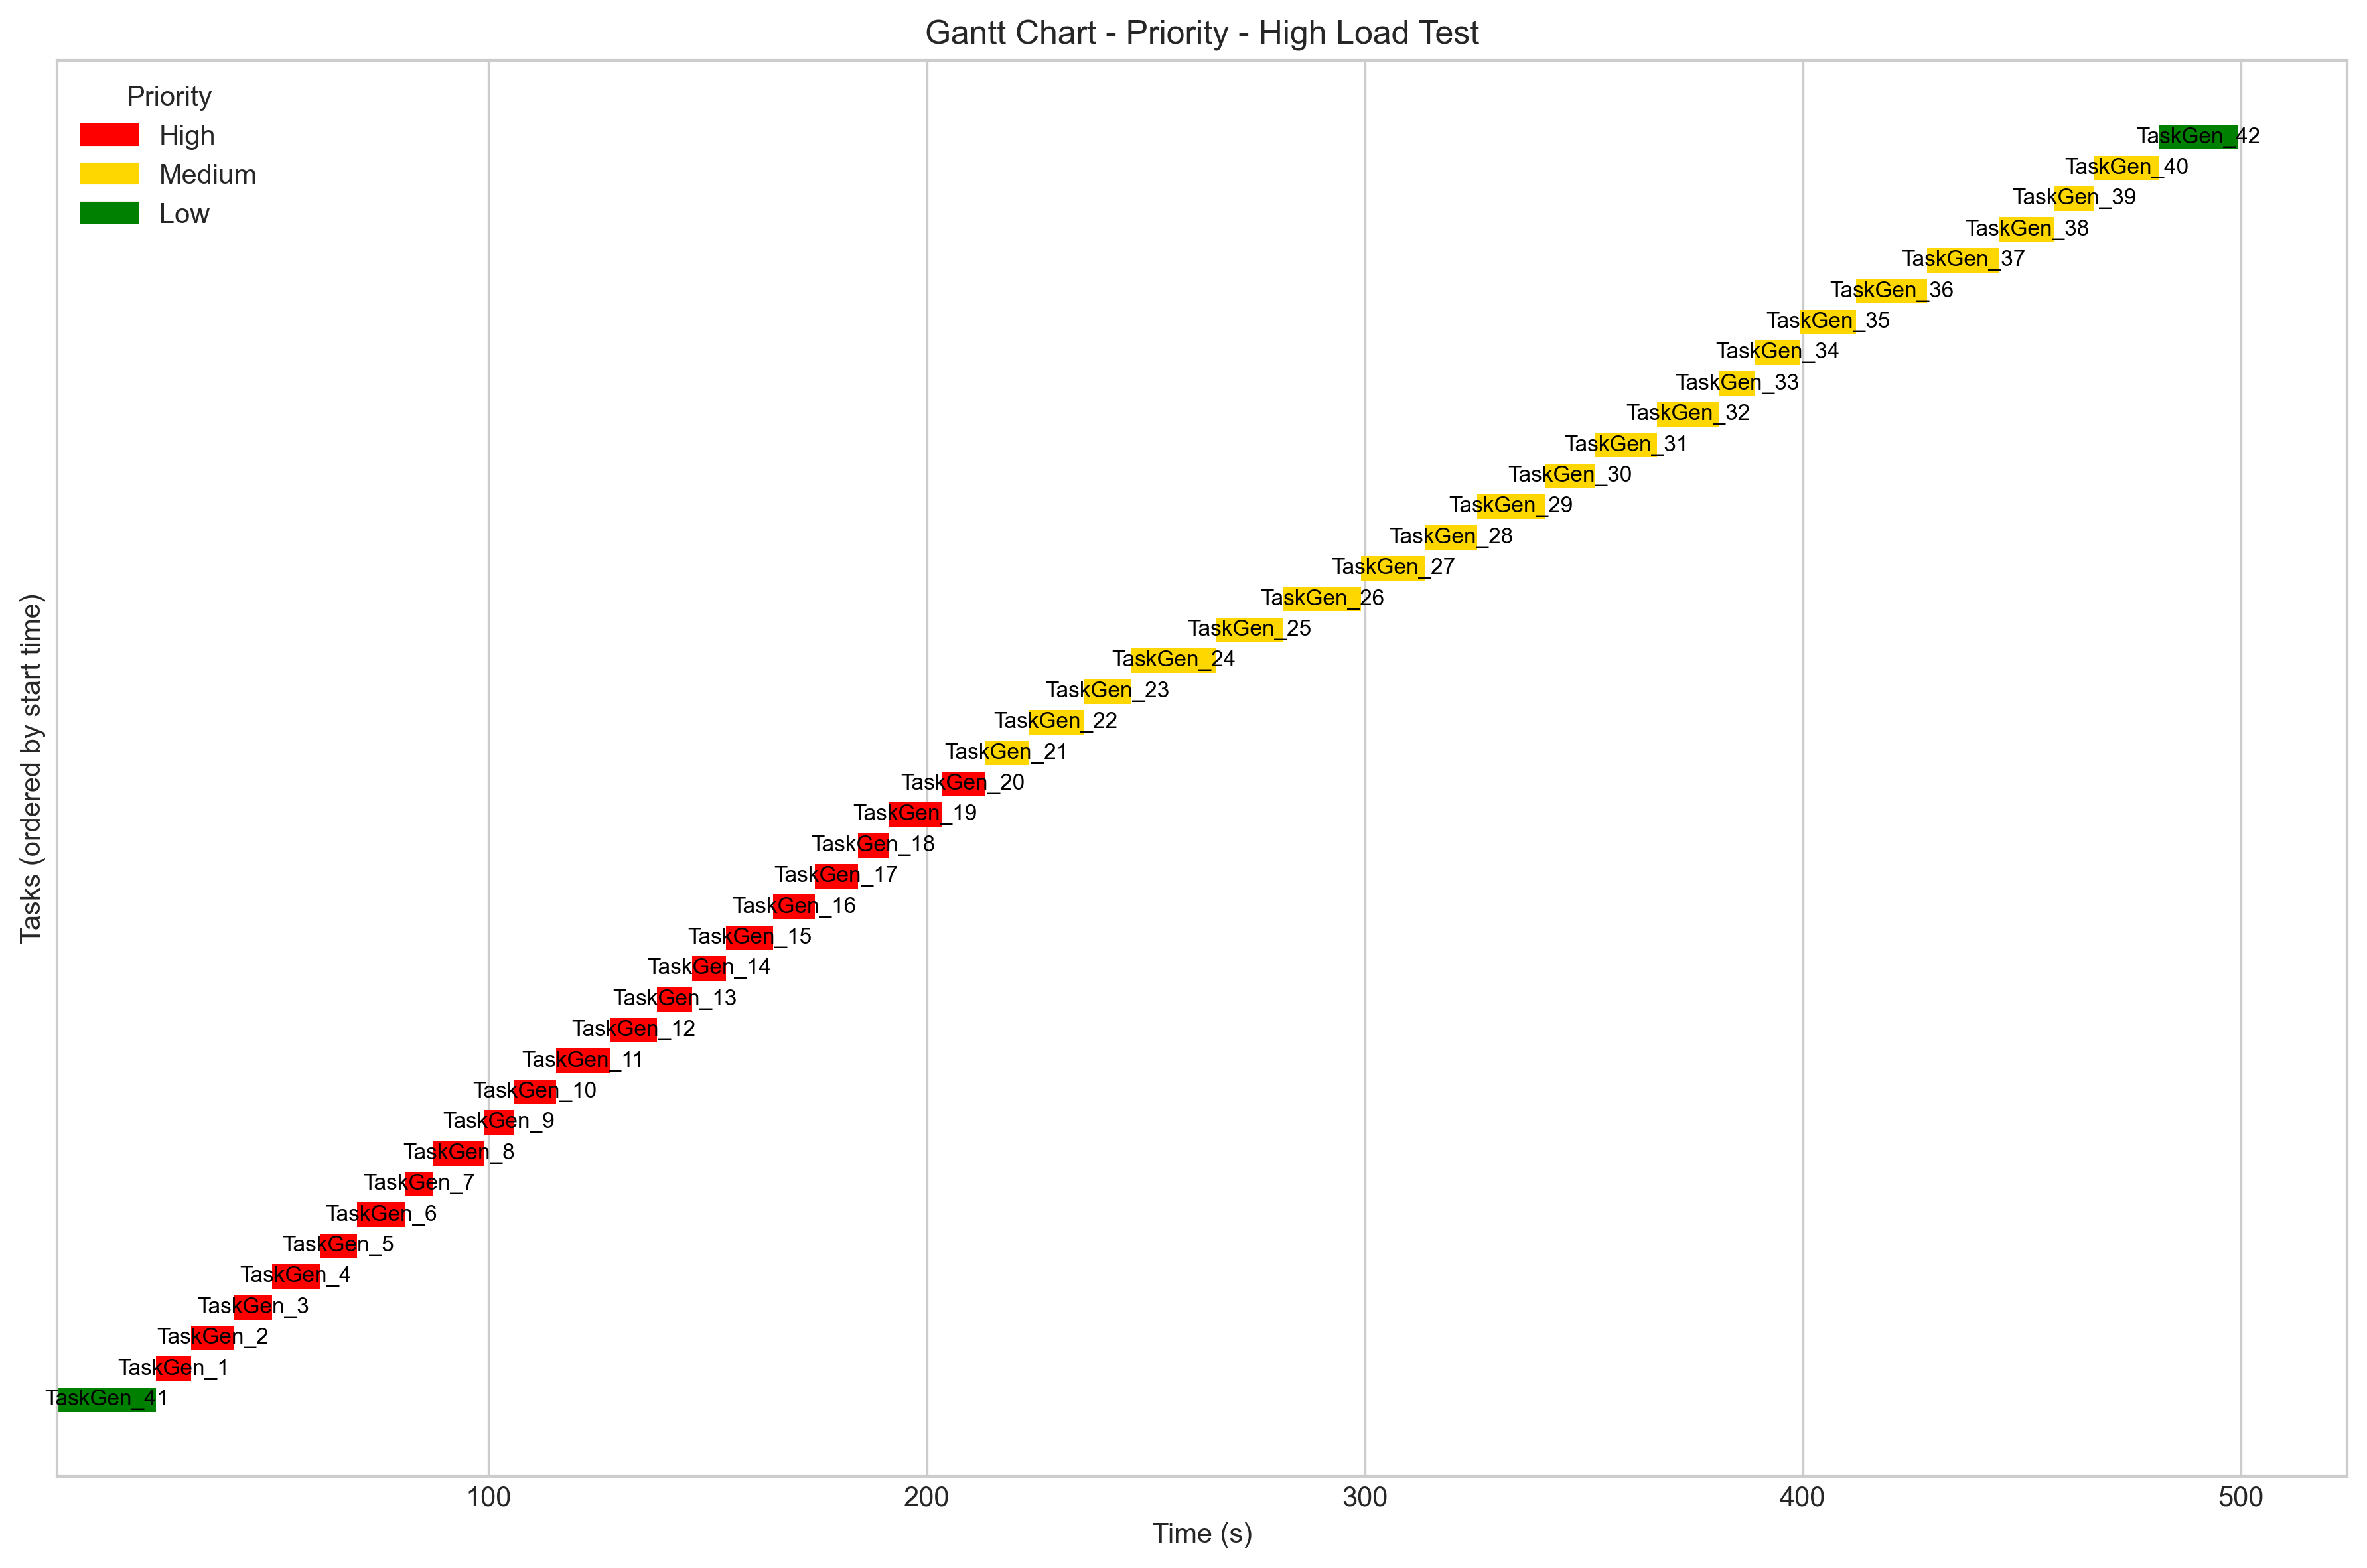 Gantt Chart - Priority - High Load Test
Priority
High
Medium
Low
TaskGen_42
TaskGen_40
TaskGen_39
TaskGen_38
TaskGen_37
TaskGen_36
TaskGen_35
TaskGen_34
TaskGen_33
TaskGen_32
TaskGen_31
TaskGen_30
TaskGen_29
TaskGen_28
TaskGen_27
TaskGen_26
TaskGen_25
TaskGen_24
TaskGen_23
TaskGen_22
TaskGen_21
TaskGen_20
TaskGen_19
TaskGen_18
TaskGen_17
TaskGen_16
TaskGen_15
TaskGen_14
TaskGen_13
TaskGen_12
TaskGen_11
TaskGen_10
TaskGen_9
TaskGen_8
TaskGen_7
TaskGen_6
TaskGen_5
TaskGen_4
TaskGen_3
TaskGen_2
TaskGen_1
TaskGen_41
Tasks (ordered by start time)
100 200 300 400 500
Time (s)